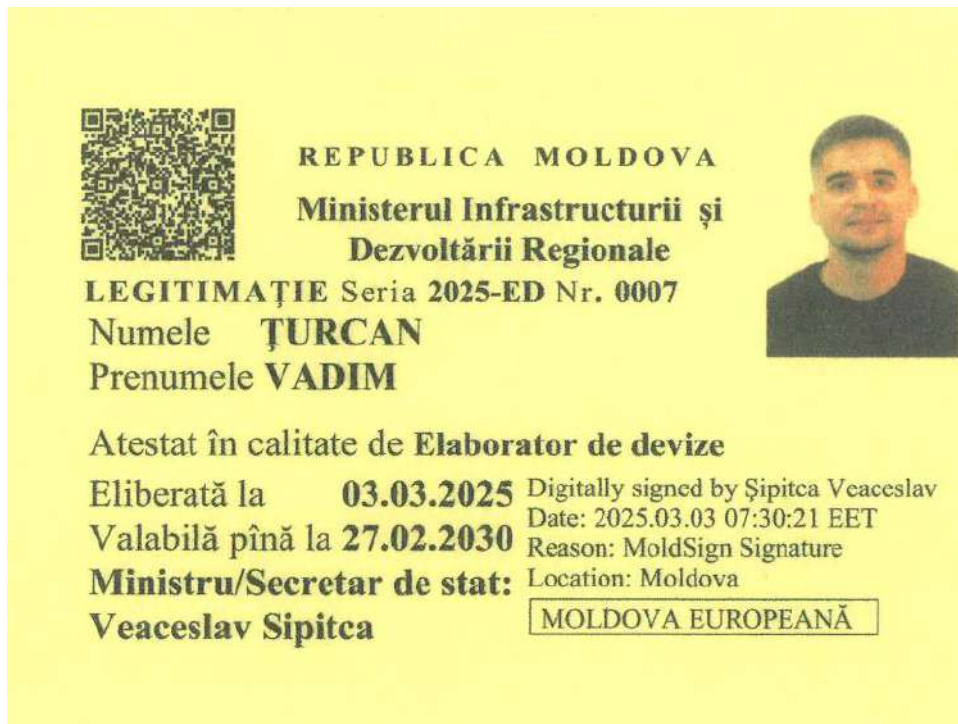 REPUBLICA MOLDOVA
Ministerul Infrastructurii și
Dezvoltării Regionale
LEGITIMAȚIE Seria 2025-ED Nr. 0007
Numele ȚURCAN
Prenumele VADIM
Atestat în calitate de Elaborator de devize
Eliberată la 03.03.2025
Valabilă pînă la 27.02.2030
Ministru/Secretar de stat:
Veaceslav Sipitca
Digitally signed by Șipitca Veaceslav
Date: 2025.03.03 07:30:21 EET
Reason: MoldSign Signature
Location: Moldova
MOLDOVA EUROPEANĂ